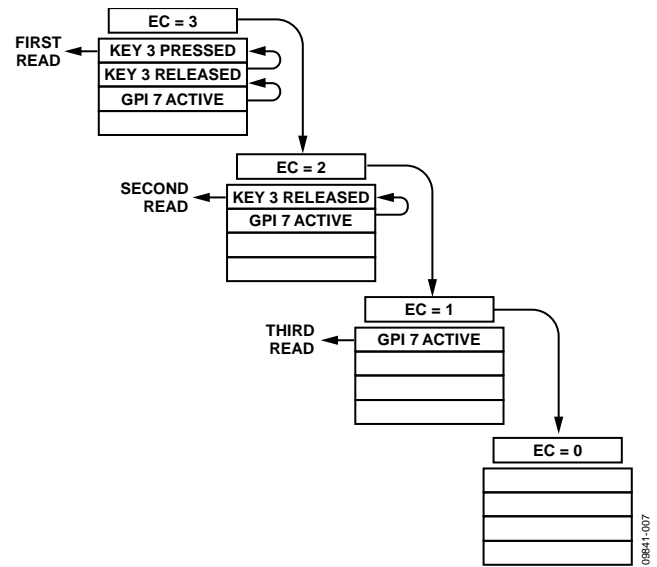 EC = 3
FIRST
READ
KEY 3 PRESSED
KEY 3 RELEASED
GPI 7 ACTIVE
EC = 2
SECOND
READ
KEY 3 RELEASED
GPI 7 ACTIVE
EC = 1
THIRD
READ
GPI 7 ACTIVE
EC = 0
09841-007